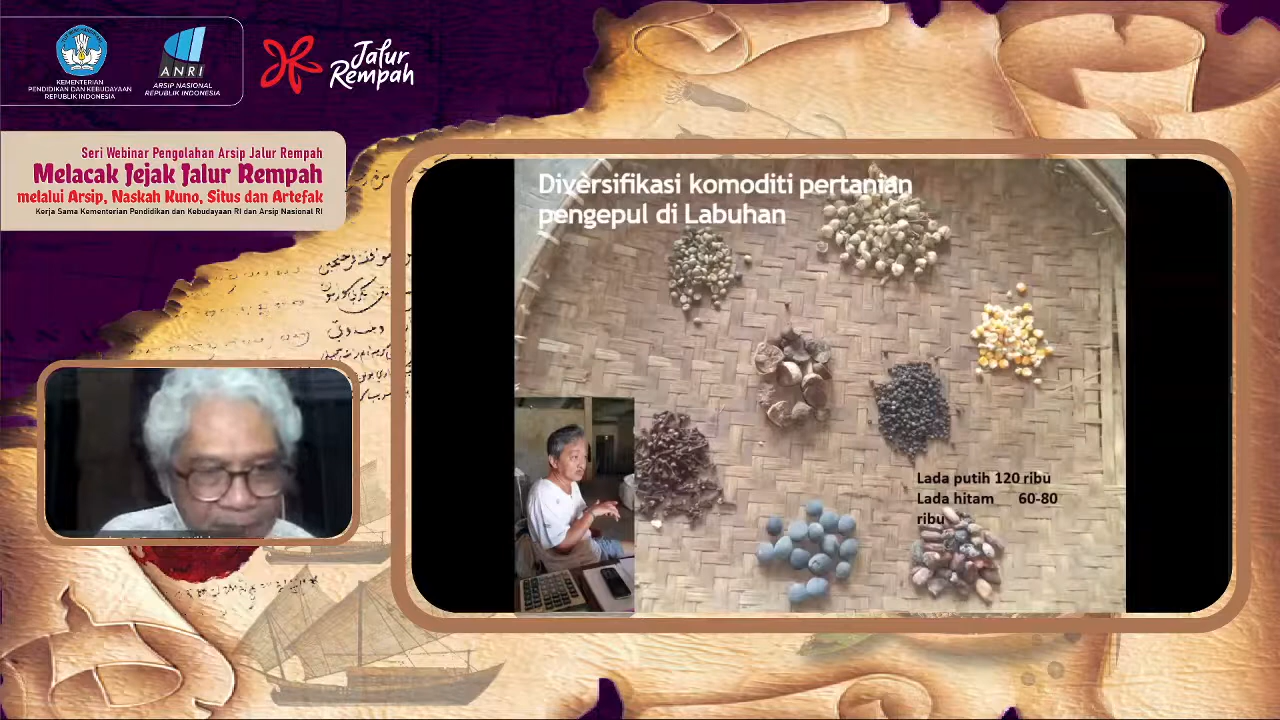 KEMENTERIAN
PENDIDIKAN DAN KEBUDAYAAN
REPUBLIK INDONESIA
ANRI
ARSIP NASIONAL
REPUBLIK INDONESIA
Jalur
Rempah
Seri Webinar Pengolahan Arsip Jalur Rempah
Melacak Jejak Jalur Rempah
melalui Arsip, Naskah Kuno, Situs dan Artefak
Kerja Sama Kementerian Pendidikan dan Kebudayaan RI dan Arsip Nasional RI
Diversifikasi komoditi pertanian
pengepul di Labuhan
Lada putih 120 ribu
Lada hitam 60-80
ribu